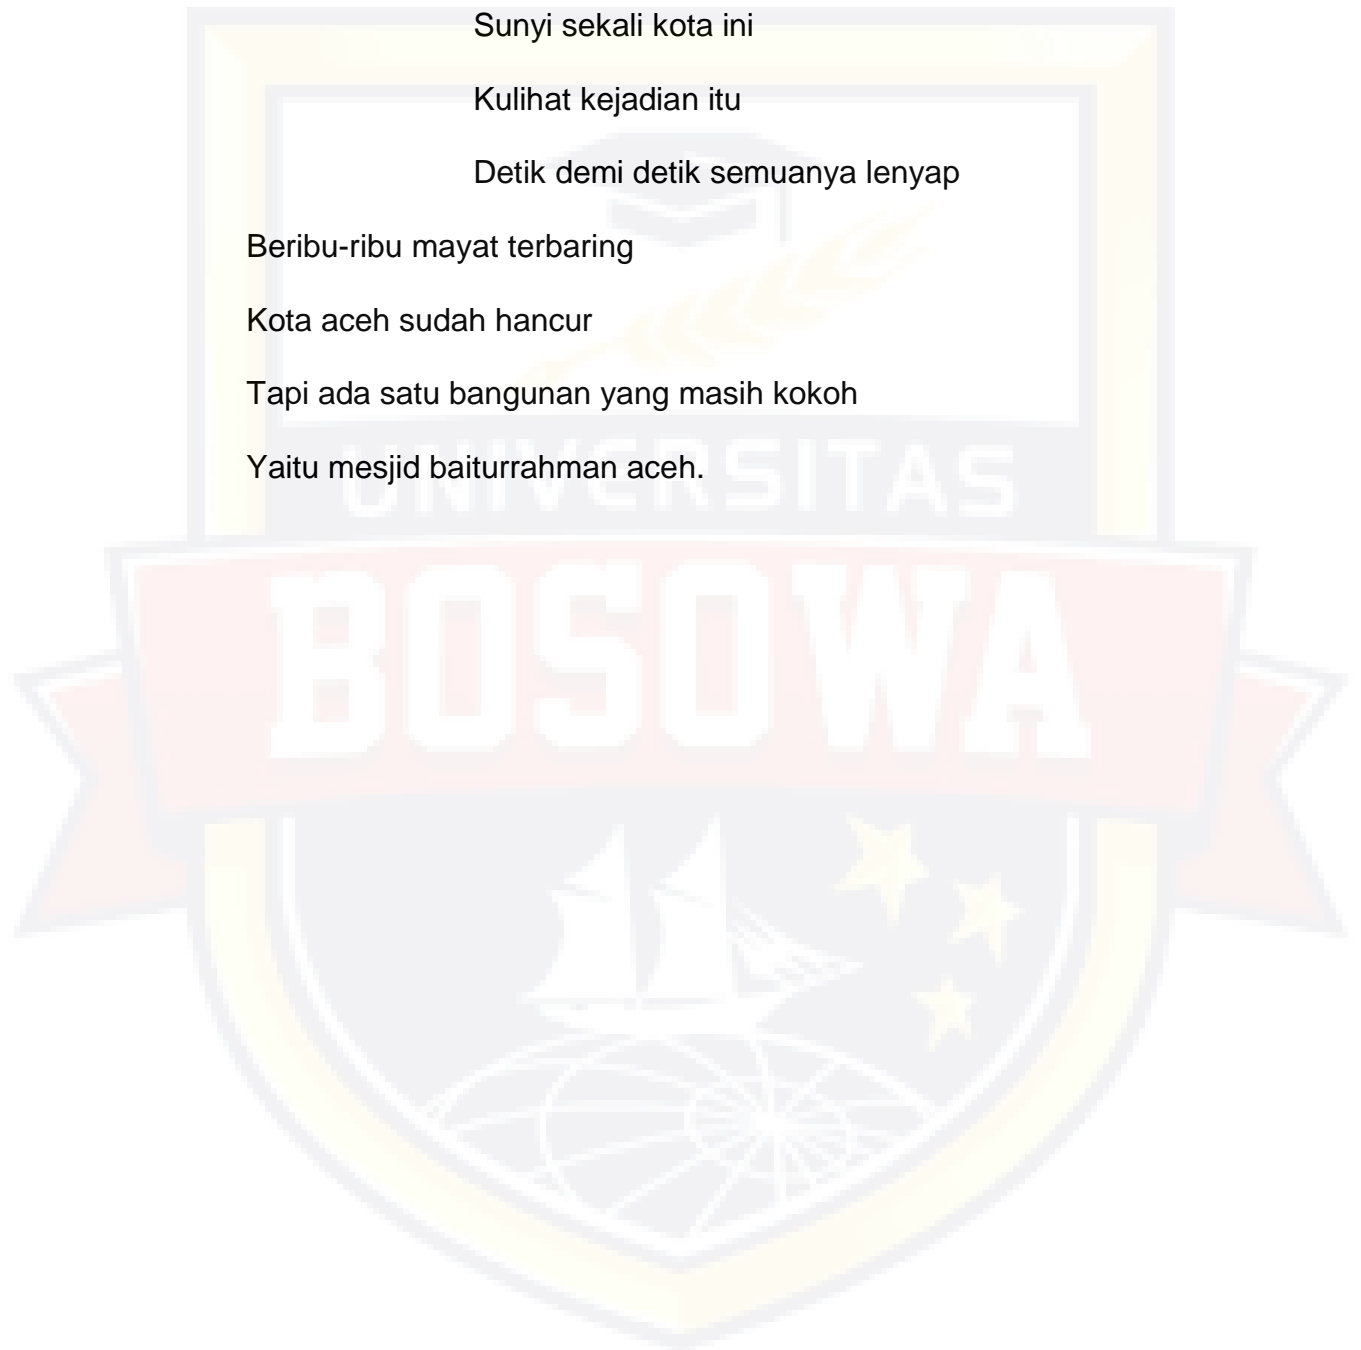 Sunyi sekali kota ini
Kulihat kejadian itu
Detik demi detik semuanya lenyap
Beribu-ribu mayat terbaring
Kota aceh sudah hancur
Tapi ada satu bangunan yang masih kokoh
Yaitu mesjid baiturrahman aceh.
UNIVERSITAS
BOSOWA